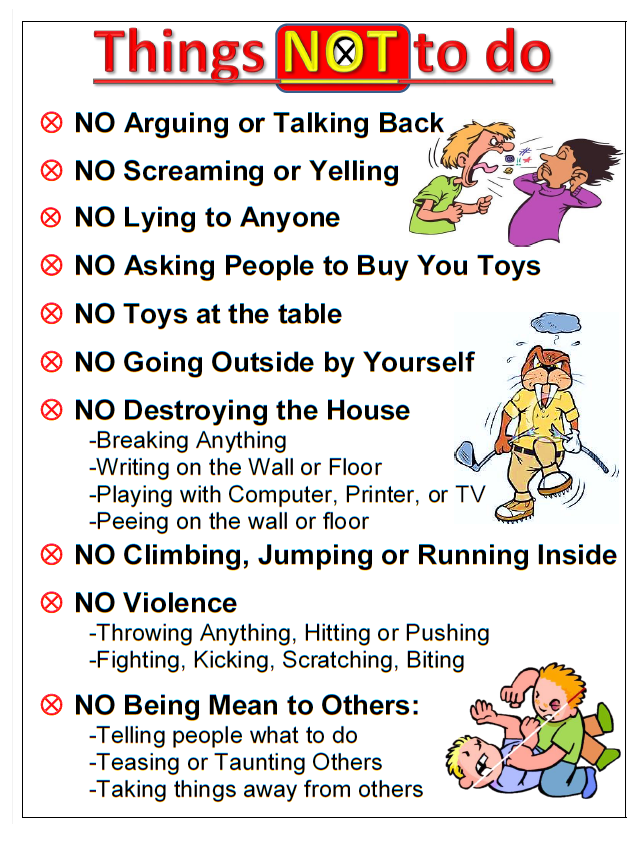 Things NOT to do
NO Arguing or Talking Back
NO Screaming or Yelling
NO Lying to Anyone
NO Asking People to Buy You Toys
NO Toys at the table
NO Going Outside by Yourself
NO Destroying the House
-Breaking Anything
-Writing on the Wall or Floor
-Playing with Computer, Printer, or TV
-Peeing on the wall or floor
NO Climbing, Jumping or Running Inside
NO Violence
-Throwing Anything, Hitting or Pushing
-Fighting, Kicking, Scratching, Biting
NO Being Mean to Others:
-Telling people what to do
-Teasing or Taunting Others
-Taking things away from others